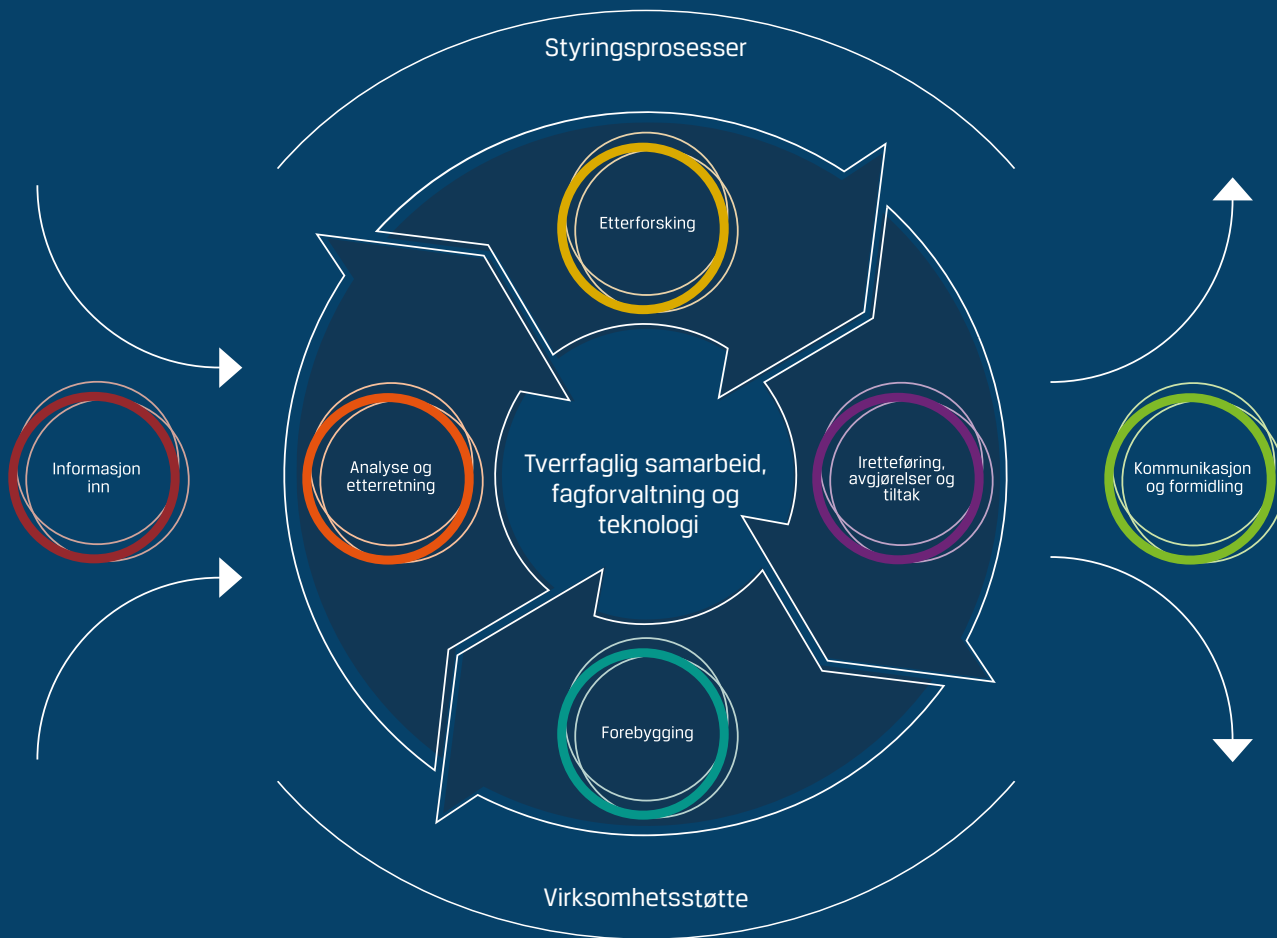 Styringsprosesser
Etterforsking
Informasjon
inn
Analyse og
etterretning
Tverrfaglig samarbeid,
fagforvaltning og
teknologi
Iretteføring,
avgjørelser og
tiltak
Kommunikasjon
og formidling
Forebygging
Virksomhetsstøtte